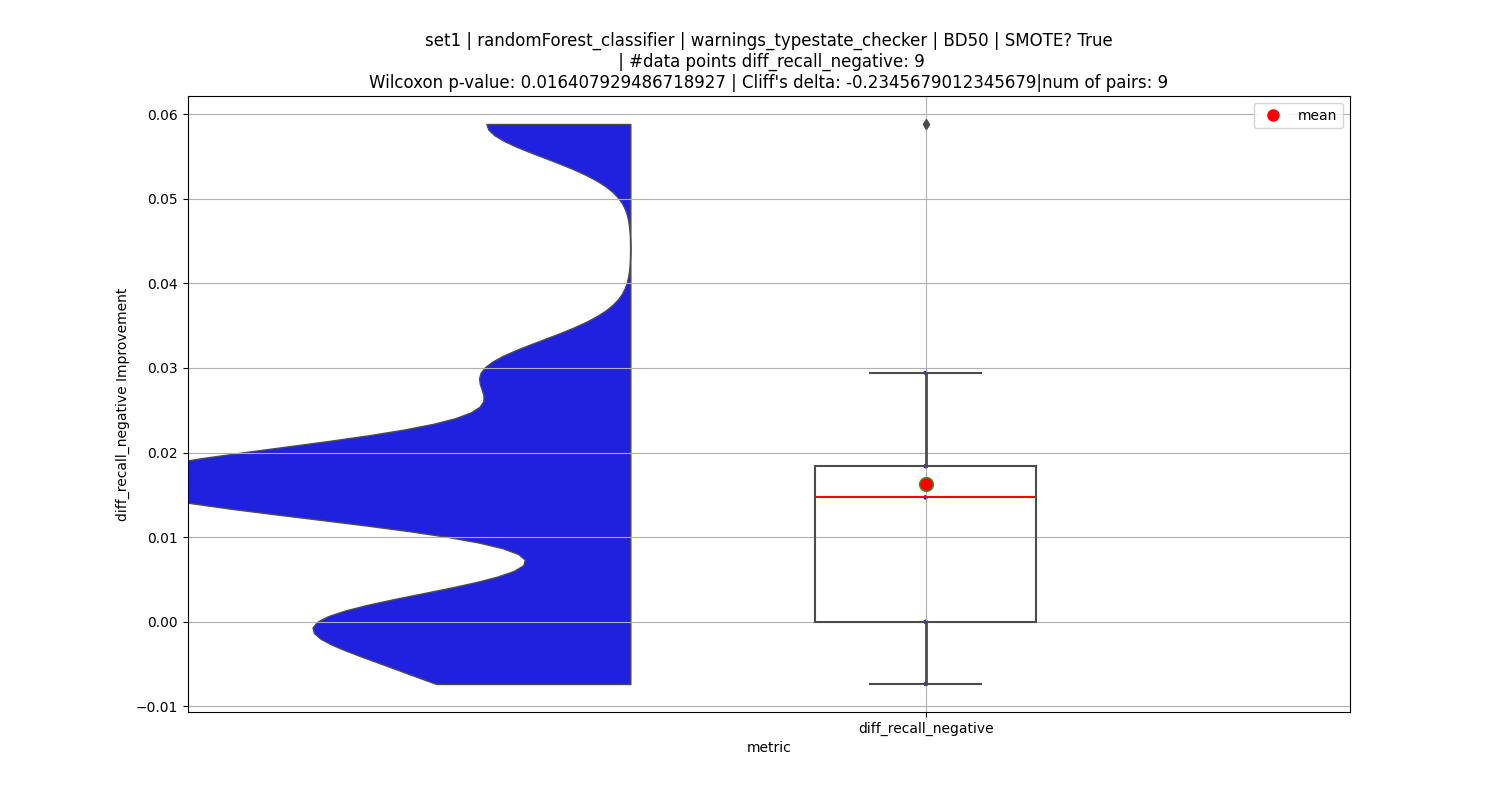 set1 | randomForest_classifier | warnings_typestate_checker | BD50 | SMOTE? True
| #data points diff_recall_negative: 9
Wilcoxon p-value: 0.016407929486718927 | Cliff's delta: -0.2345679012345679|num of pairs: 9
mean
0.06
0.05
0.04
0.03
0.02
0.01
0.00
−0.01
diff_recall_negative Improvement
diff_recall_negative
metric